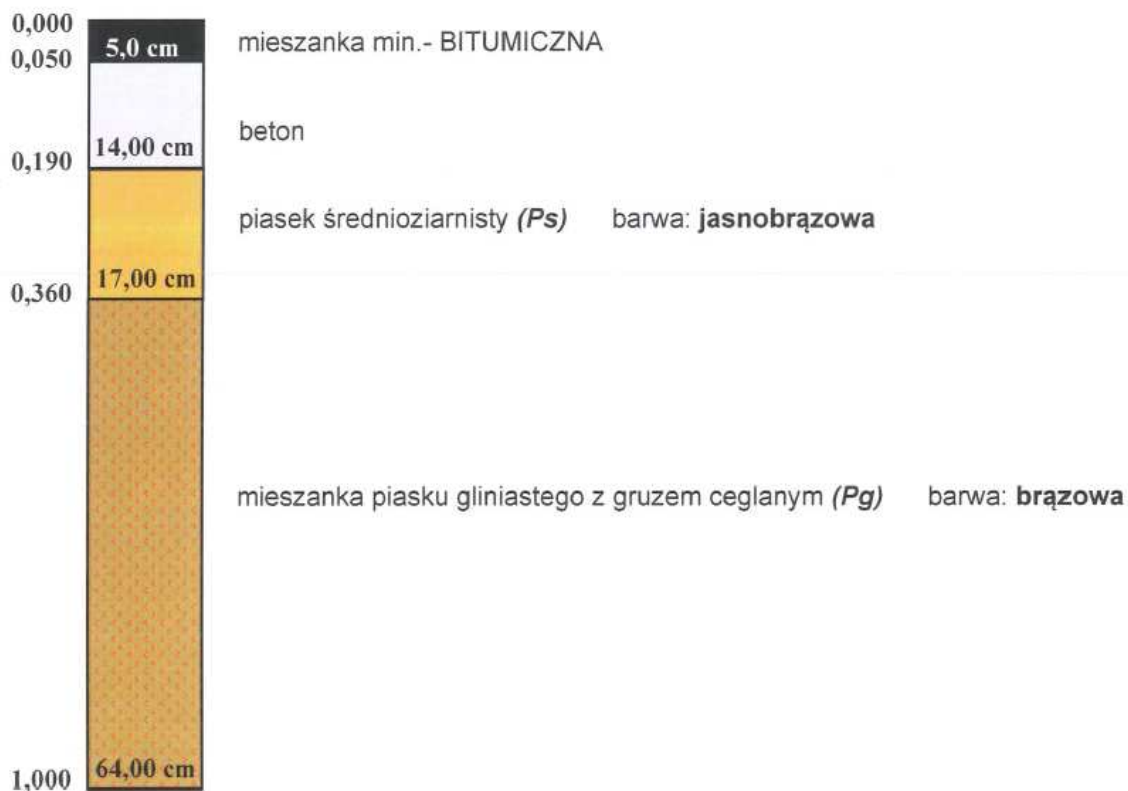 0,000
5,0 cm mieszanka min.- BITUMICZNA
0,050
beton
14,00 cm
0,190
piasek średnioziarnisty (Ps) barwa: jasnobrązowa
17,00 cm
0,360
mieszanka piasku gliniastego z gruzem ceglanym (Pg) barwa: brązowa
64,00 cm
1,000